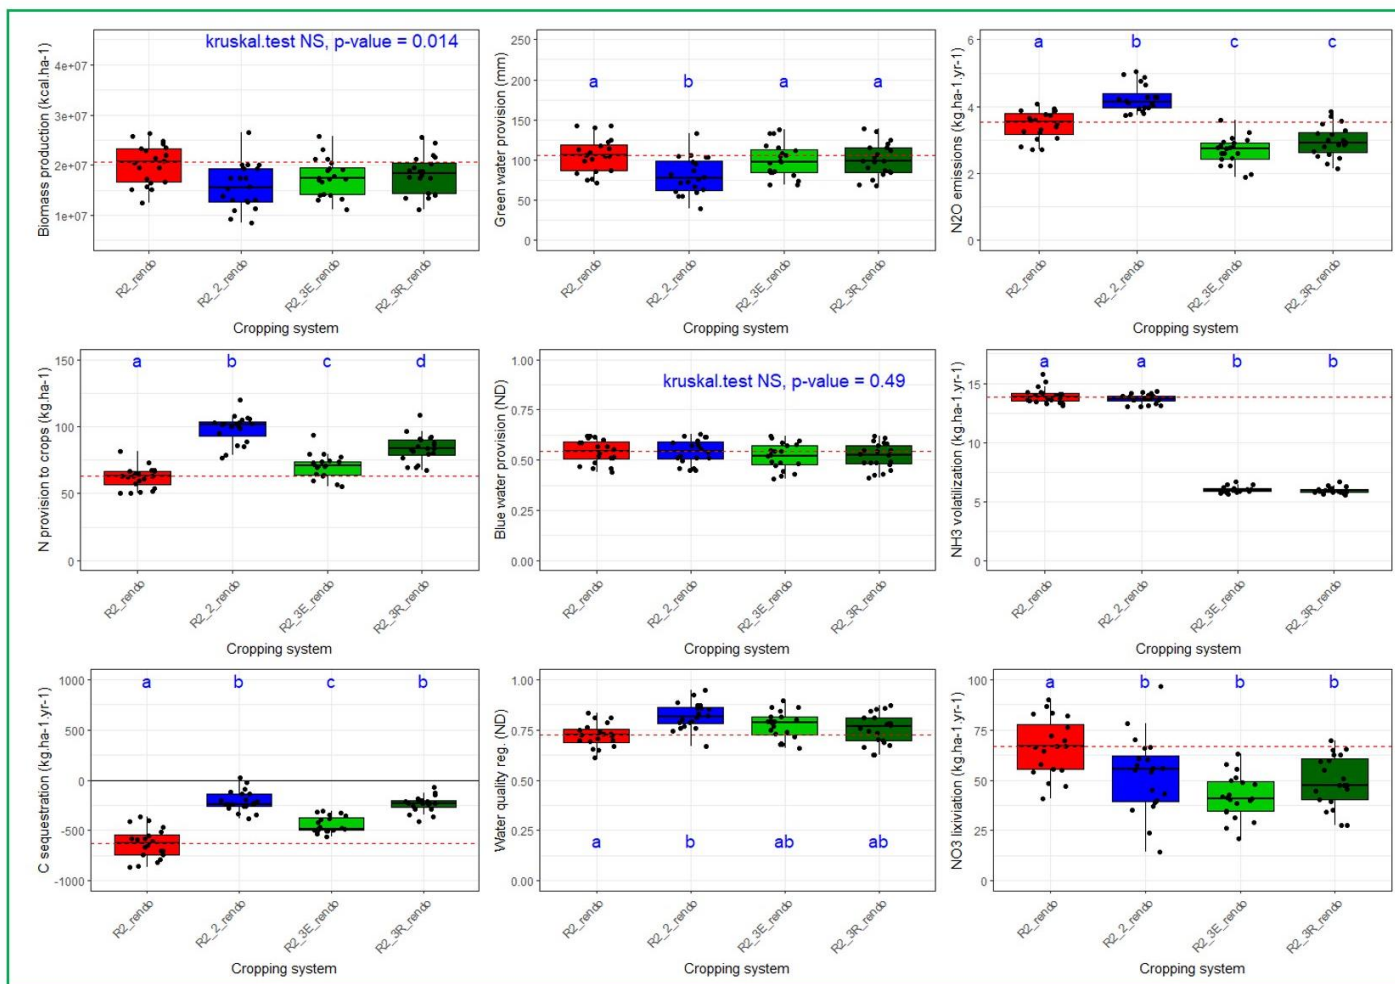 Biomass production (kcal.ha-1)
kruskal.test NS, p-value = 0.014
4e+07
3e+07
2e+07
1e+07
R2_rendo
R2_2_rendo
R2_3E_rendo
R2_3R_rendo
Cropping system
Green water provision (mm)
250
200
150
100
50
0
a
b
a
a
R2_rendo
R2_2_rendo
R2_3E_rendo
R2_3R_rendo
Cropping system
N2O emissions (kg.ha-1.yr-1)
6
4
2
0
a
b
c
c
R2_rendo
R2_2_rendo
R2_3E_rendo
R2_3R_rendo
Cropping system
N provision to crops (kg.ha-1)
150
100
50
0
a
b
c
d
R2_rendo
R2_2_rendo
R2_3E_rendo
R2_3R_rendo
Cropping system
Blue water provision (ND)
1.00
0.75
0.50
0.25
0.00
kruskal.test NS, p-value = 0.49
R2_rendo
R2_2_rendo
R2_3E_rendo
R2_3R_rendo
Cropping system
NH3 volatilization (kg.ha-1.yr-1)
15
10
5
0
a
a
b
b
R2_rendo
R2_2_rendo
R2_3E_rendo
R2_3R_rendo
Cropping system
C sequestration (kg.ha-1.yr-1)
1000
500
0
-500
-1000
a
b
c
b
R2_rendo
R2_2_rendo
R2_3E_rendo
R2_3R_rendo
Cropping system
Water quality reg. (ND)
1.00
0.75
0.50
0.25
0.00
a
b
ab
ab
R2_rendo
R2_2_rendo
R2_3E_rendo
R2_3R_rendo
Cropping system
NO3 lixiviation (kg.ha-1.yr-1)
75
50
25
0
a
b
b
b
R2_rendo
R2_2_rendo
R2_3E_rendo
R2_3R_rendo
Cropping system